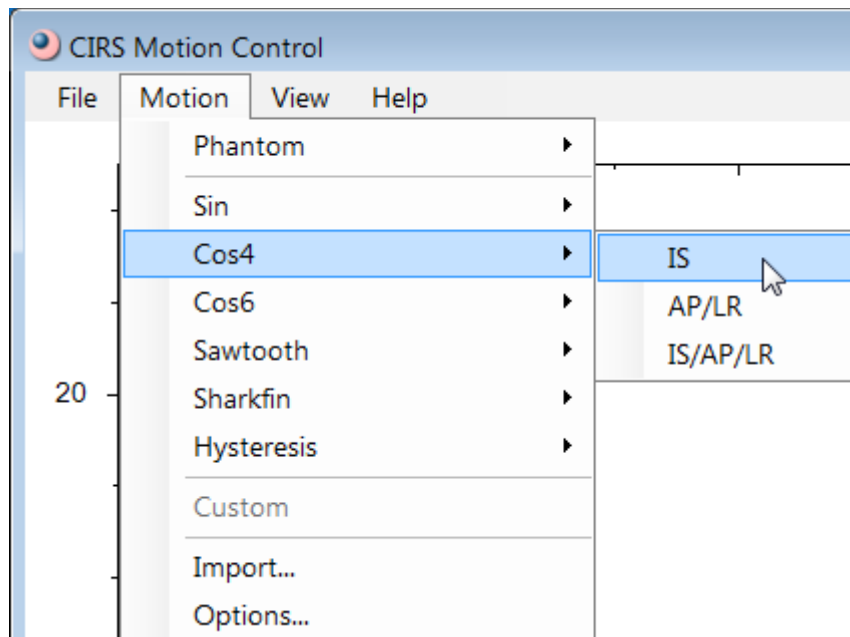 CIRS Motion Control
File Motion View Help
Phantom
Sin
Cos4
IS
Cos6
AP/LR
Sawtooth
IS/AP/LR
20
Sharkfin
Hysteresis
Custom
Import...
Options...